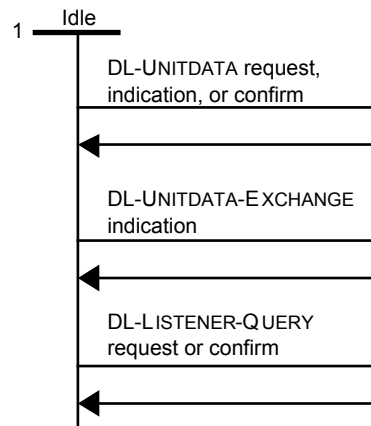 Idle
1
DL-UNITDATA request,
indication, or confirm
DL-UNITDATA-EXCHANGE
indication
DL-LISTENER-QUERY
request or confirm